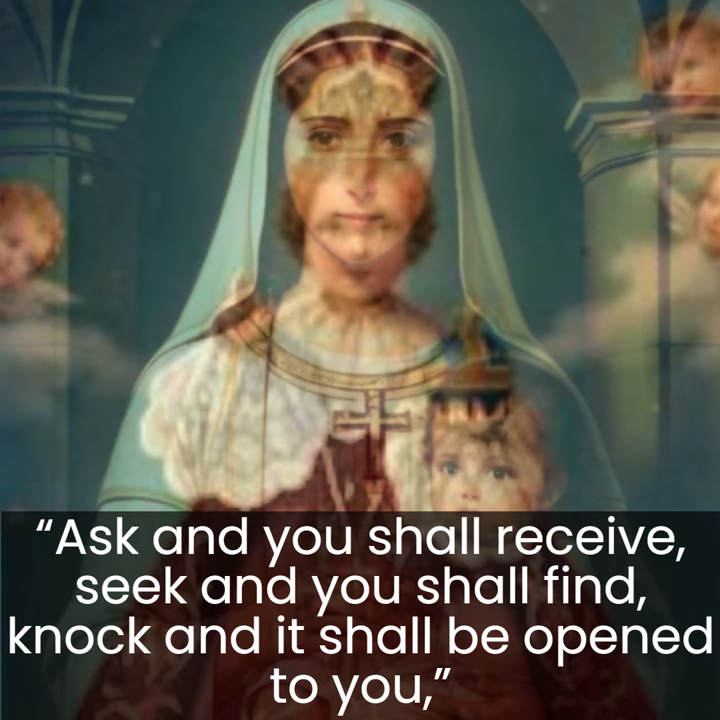 “Ask and you shall receive,
seek and you shall find,
knock and it shall be opened
to you,”